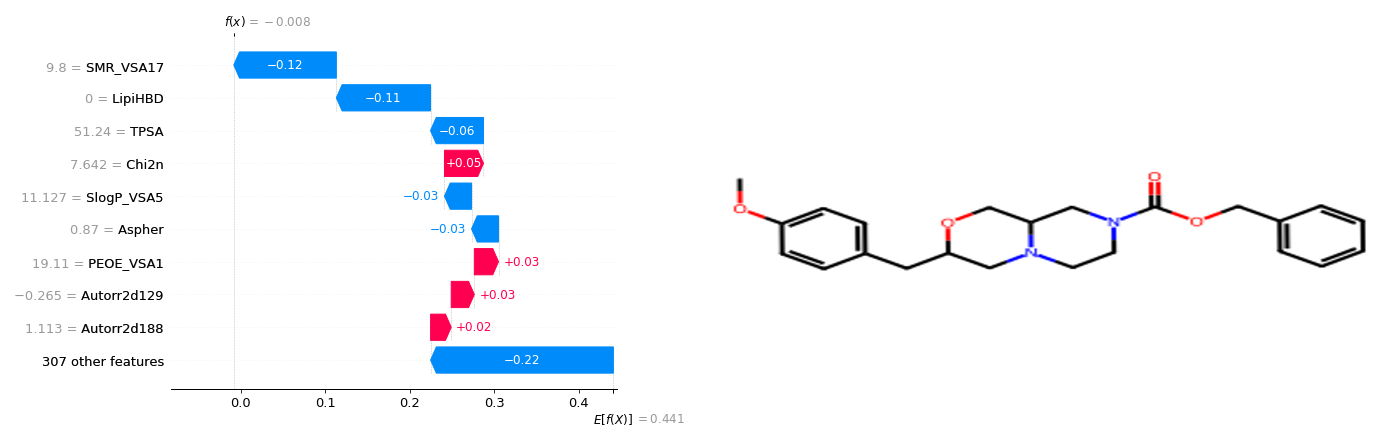 f(x) = −0.008
9.8 = SMR_VSA17
−0.12
0 = LipiHBD
−0.11
51.24 = TPSA
−0.06
7.642 = Chi2n
+0.05
11.127 = SlogP_VSA5
−0.03
0.87 = Aspher
−0.03
19.11 = PEOE_VSA1
+0.03
−0.265 = Autorr2d129
+0.03
1.113 = Autorr2d188
+0.02
307 other features
−0.22
0.0 0.1 0.2 0.3 0.4
E[f(X)] = 0.441
O
O
O
N
N
O
O